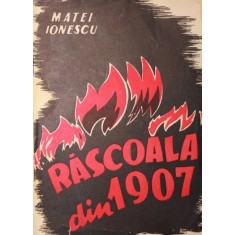 MATEI
IONESCU
RĂSCOALA
din 1907